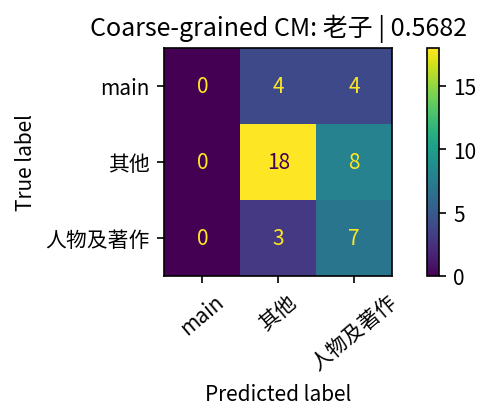 Coarse-grained CM: 老子 | 0.5682
True label
main 0 4 4
其他 0 18 8
人物及著作 0 3 7
main 其他 人物及著作
Predicted label
15
10
5
0